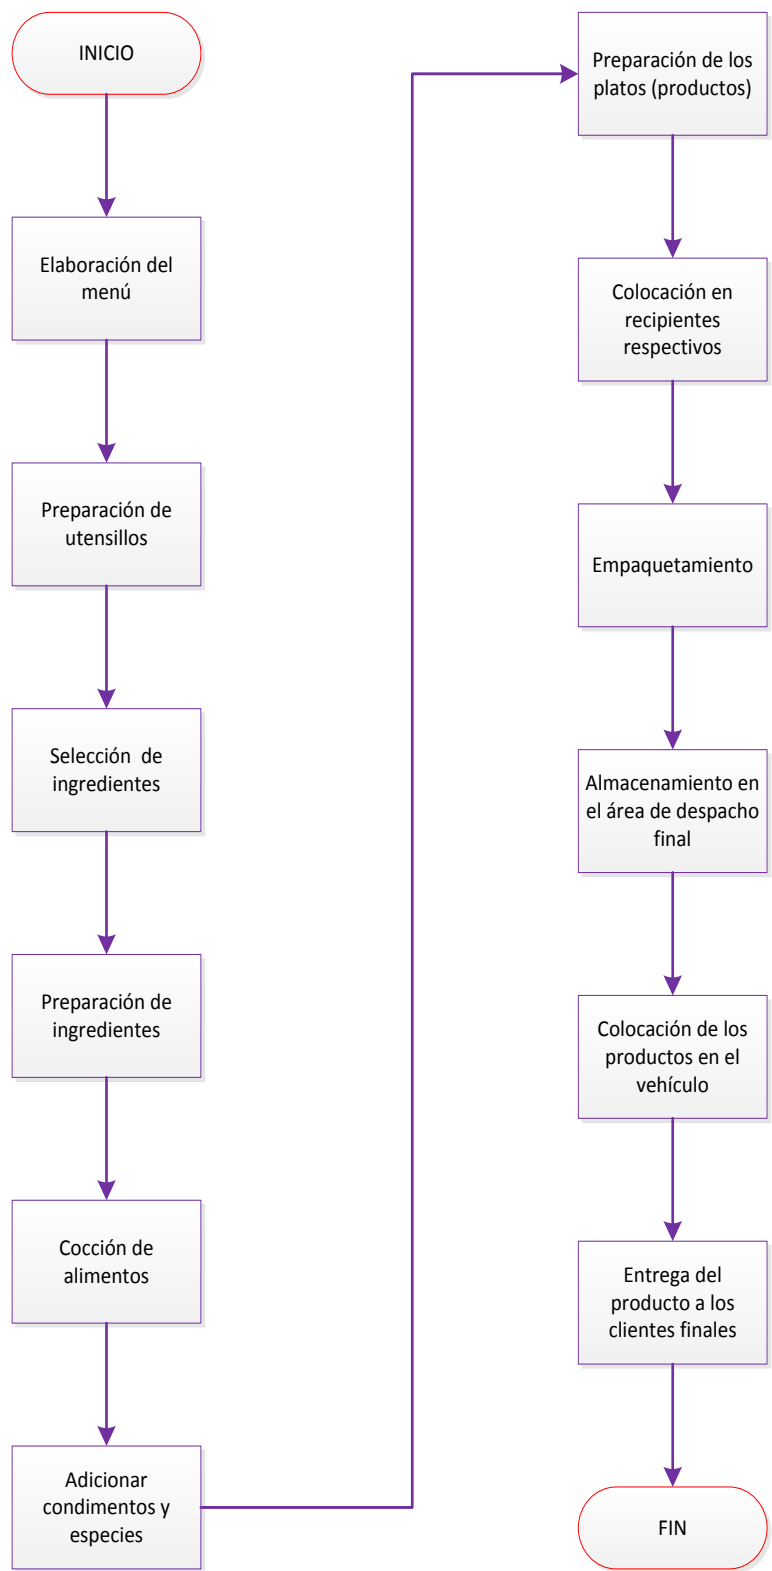 INICIO
Elaboración del
menú
Preparación de
utensillos
Selección  de
ingredientes
Preparación de
ingredientes
Cocción de
alimentos
Adicionar
condimentos y
especies
Preparación de los
platos (productos)
Colocación en
recipientes
respectivos
Empaquetamiento
Almacenamiento en
el área de despacho
final
Colocación de los
productos en el
vehículo
Entrega del
producto a los
clientes finales
FIN